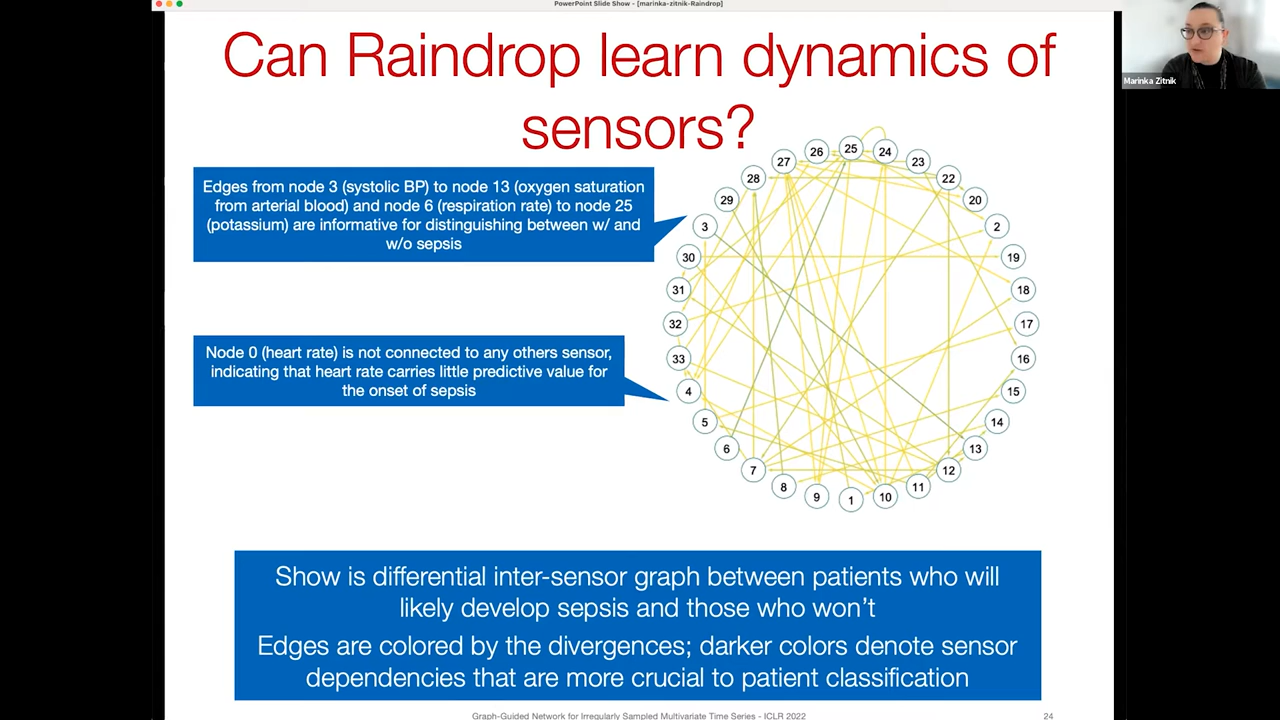 PowerPoint Slide Show - [marinka-zitnik-Raindrop]
Marinka Zitnik
Can Raindrop learn dynamics of
sensors?
Edges from node 3 (systolic BP) to node 13 (oxygen saturation
from arterial blood) and node 6 (respiration rate) to node 25
(potassium) are informative for distinguishing between w/ and
w/o sepsis
Node 0 (heart rate) is not connected to any others sensor,
indicating that heart rate carries little predictive value for
the onset of sepsis
25
24
23
22
20
2
19
18
17
16
15
14
13
12
11
10
1
9
8
7
6
5
4
33
32
31
30
3
29
28
27
26
Show is differential inter-sensor graph between patients who will
likely develop sepsis and those who won't
Edges are colored by the divergences; darker colors denote sensor
dependencies that are more crucial to patient classification
Graph-Guided Network for Irregularly Sampled Multivariate Time Series - ICLR 2022
24